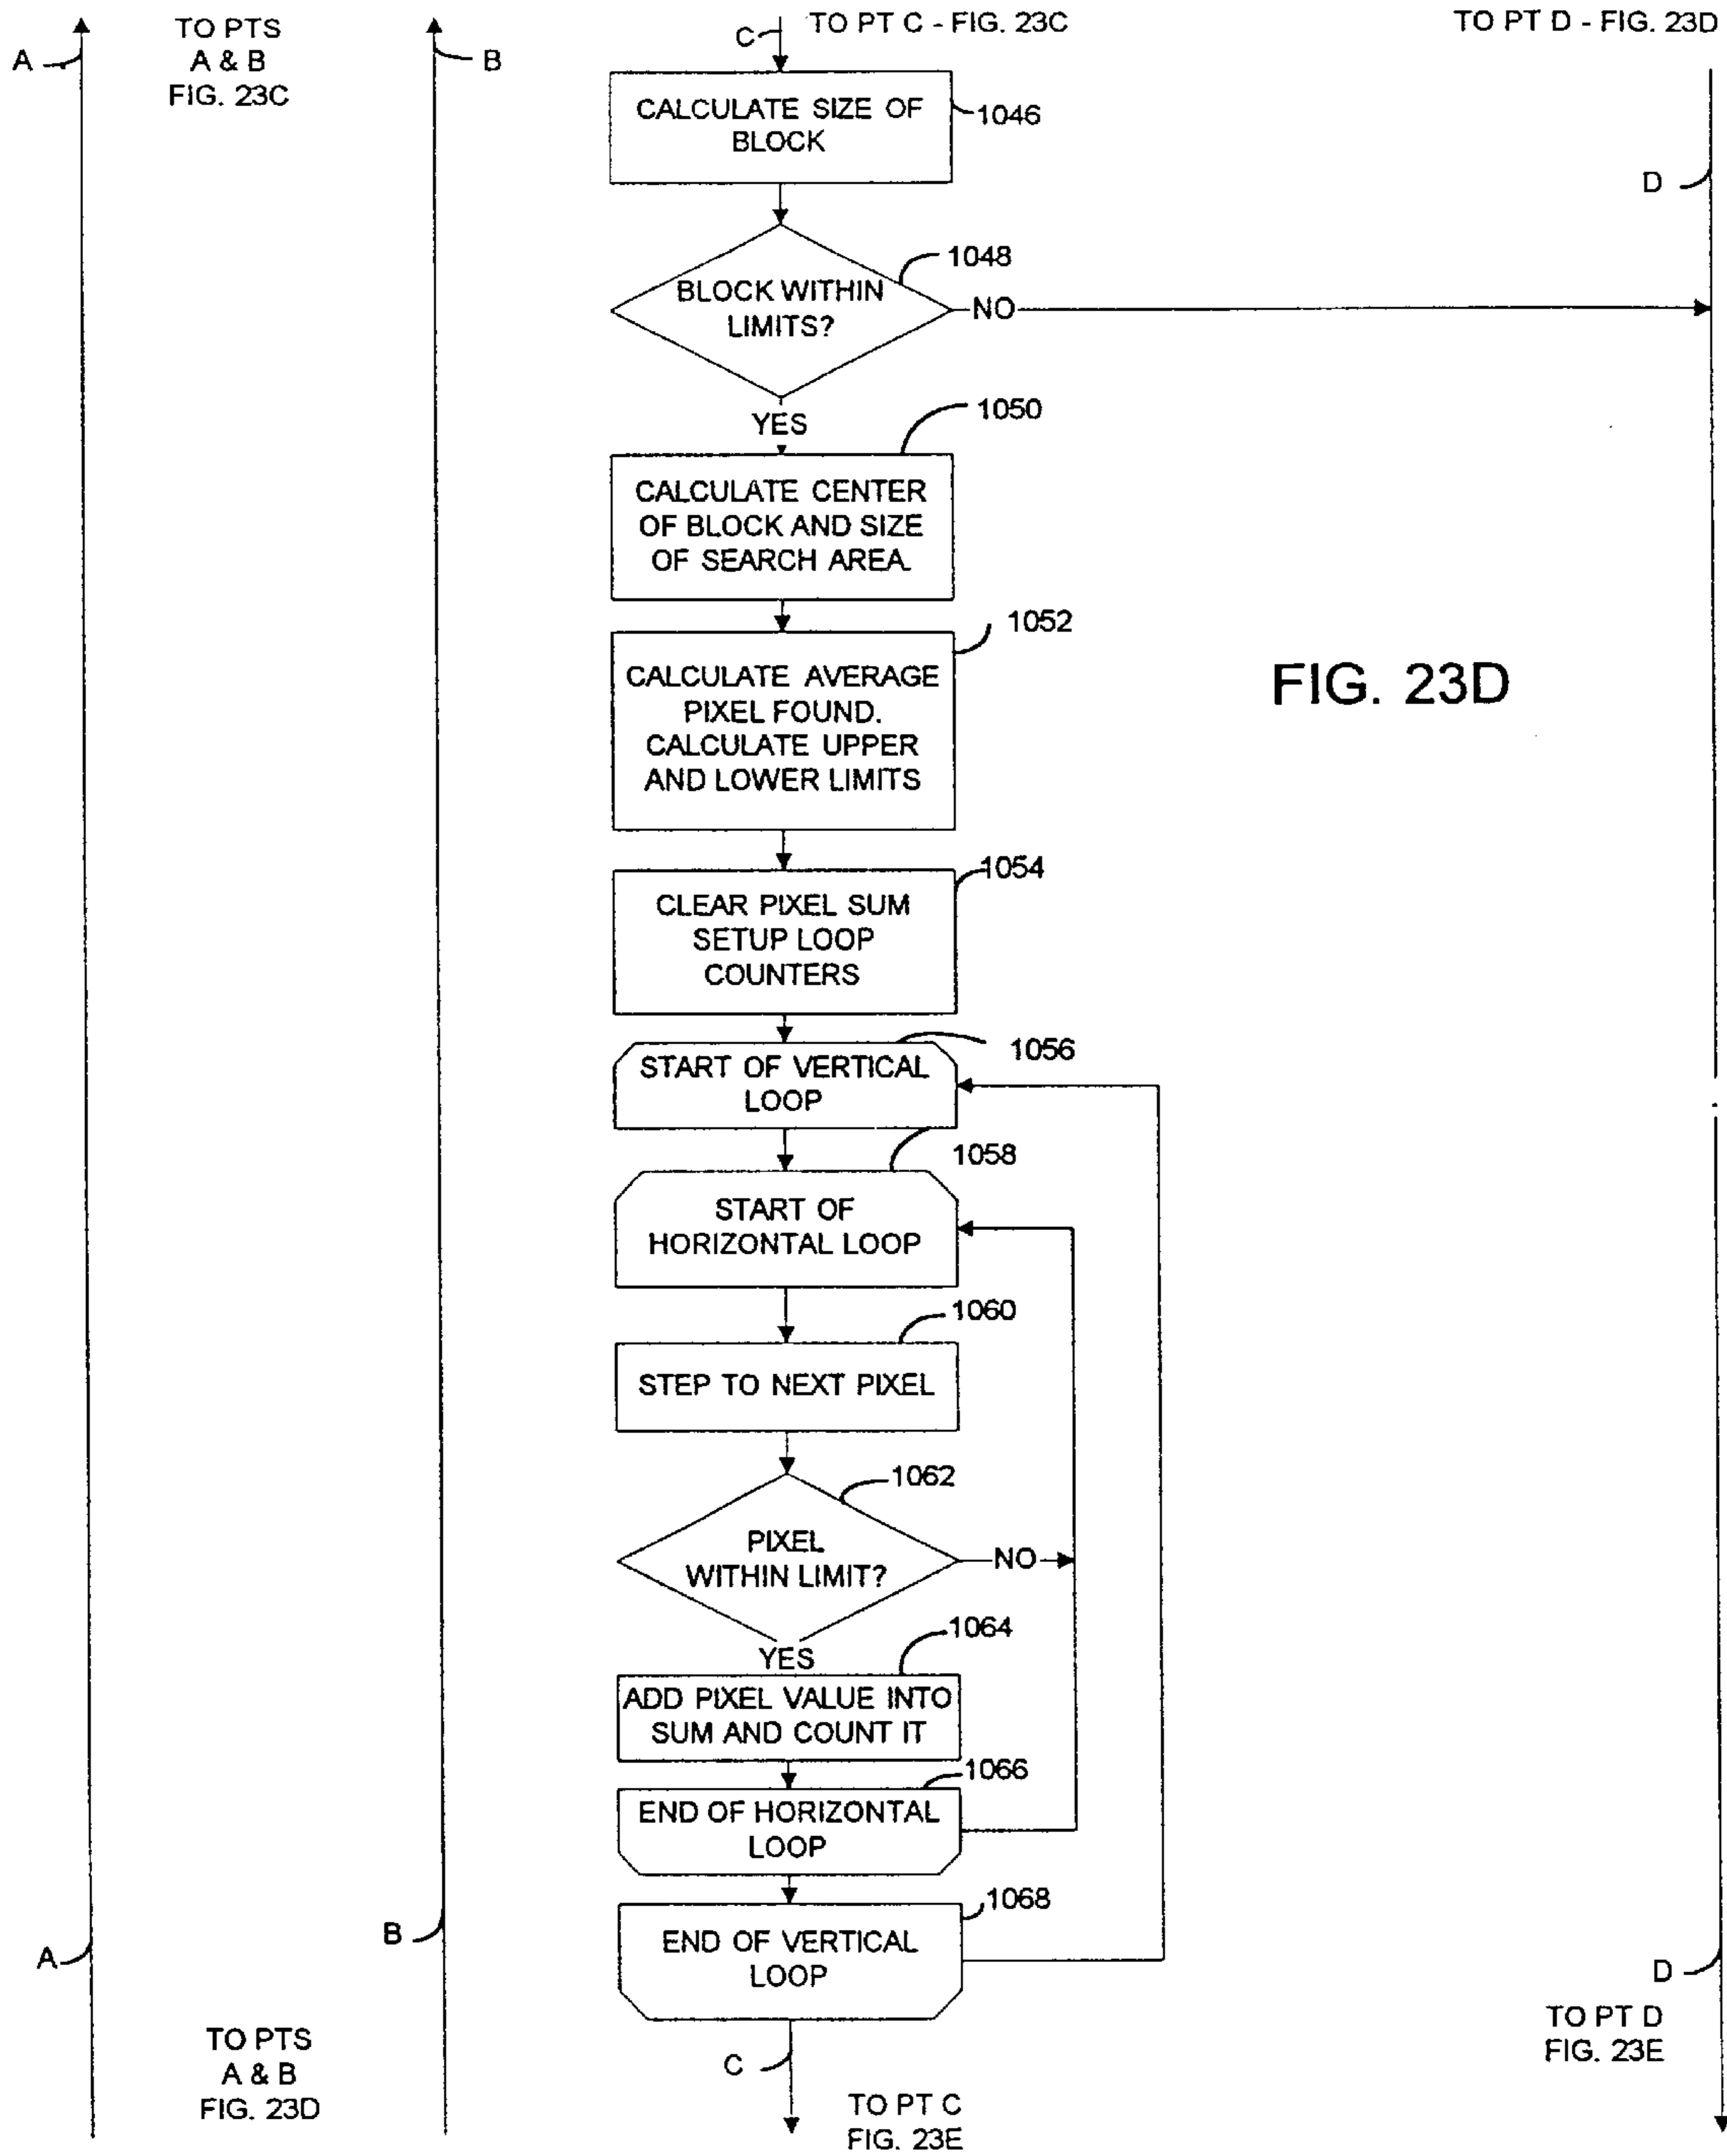 TO PTS
A & B
FIG. 23C
A
B
C
TO PT C - FIG. 23C
TO PT D - FIG. 23D
CALCULATE SIZE OF
BLOCK
1046
D
1048
BLOCK WITHIN
LIMITS?
NO
YES
1050
CALCULATE CENTER
OF BLOCK AND SIZE
OF SEARCH AREA.
1052
CALCULATE AVERAGE
PIXEL FOUND.
CALCULATE UPPER
AND LOWER LIMITS
FIG. 23D
1054
CLEAR PIXEL SUM
SETUP LOOP
COUNTERS
1056
START OF VERTICAL
LOOP
1058
START OF
HORIZONTAL LOOP
1060
STEP TO NEXT PIXEL
1062
PIXEL
WITHIN LIMIT?
NO
YES
1064
ADD PIXEL VALUE INTO
SUM AND COUNT IT
1066
END OF HORIZONTAL
LOOP
1068
END OF VERTICAL
LOOP
A
B
D
TO PTS
A & B
FIG. 23D
C
TO PT C
FIG. 23E
TO PT D
FIG. 23E